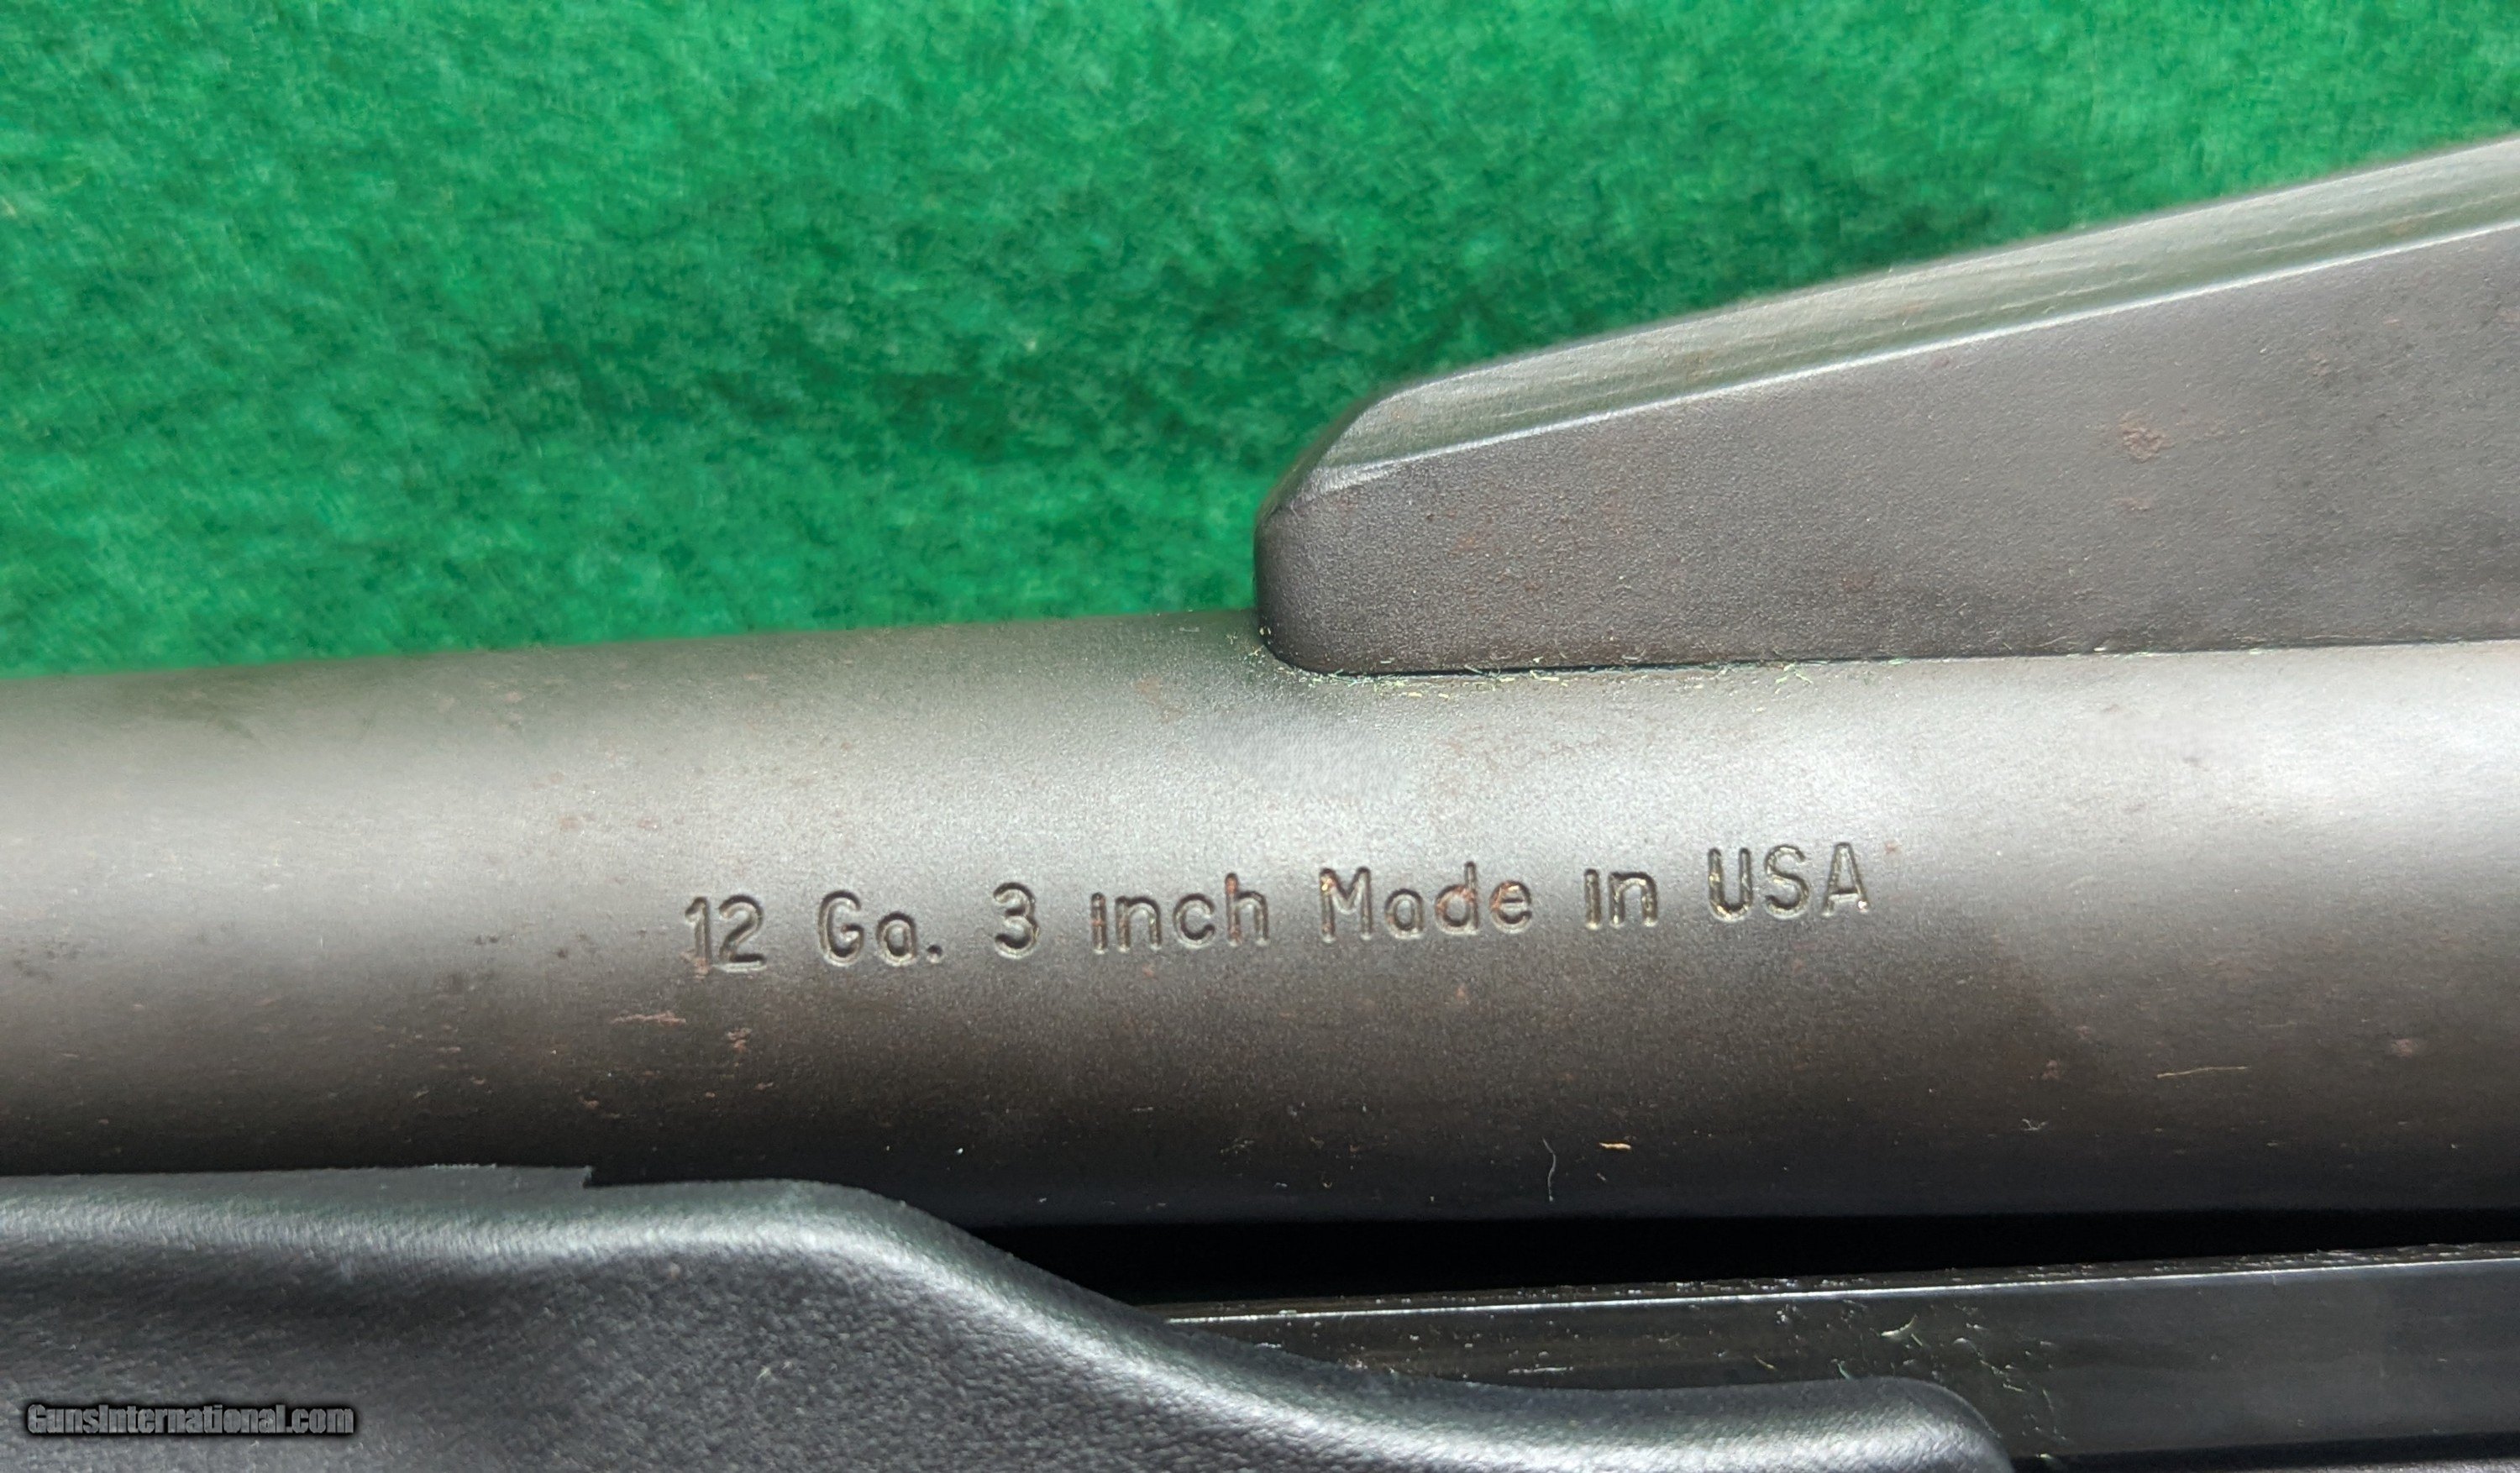 12 Ga. 3 inch Made in USA
GunsInternational.com